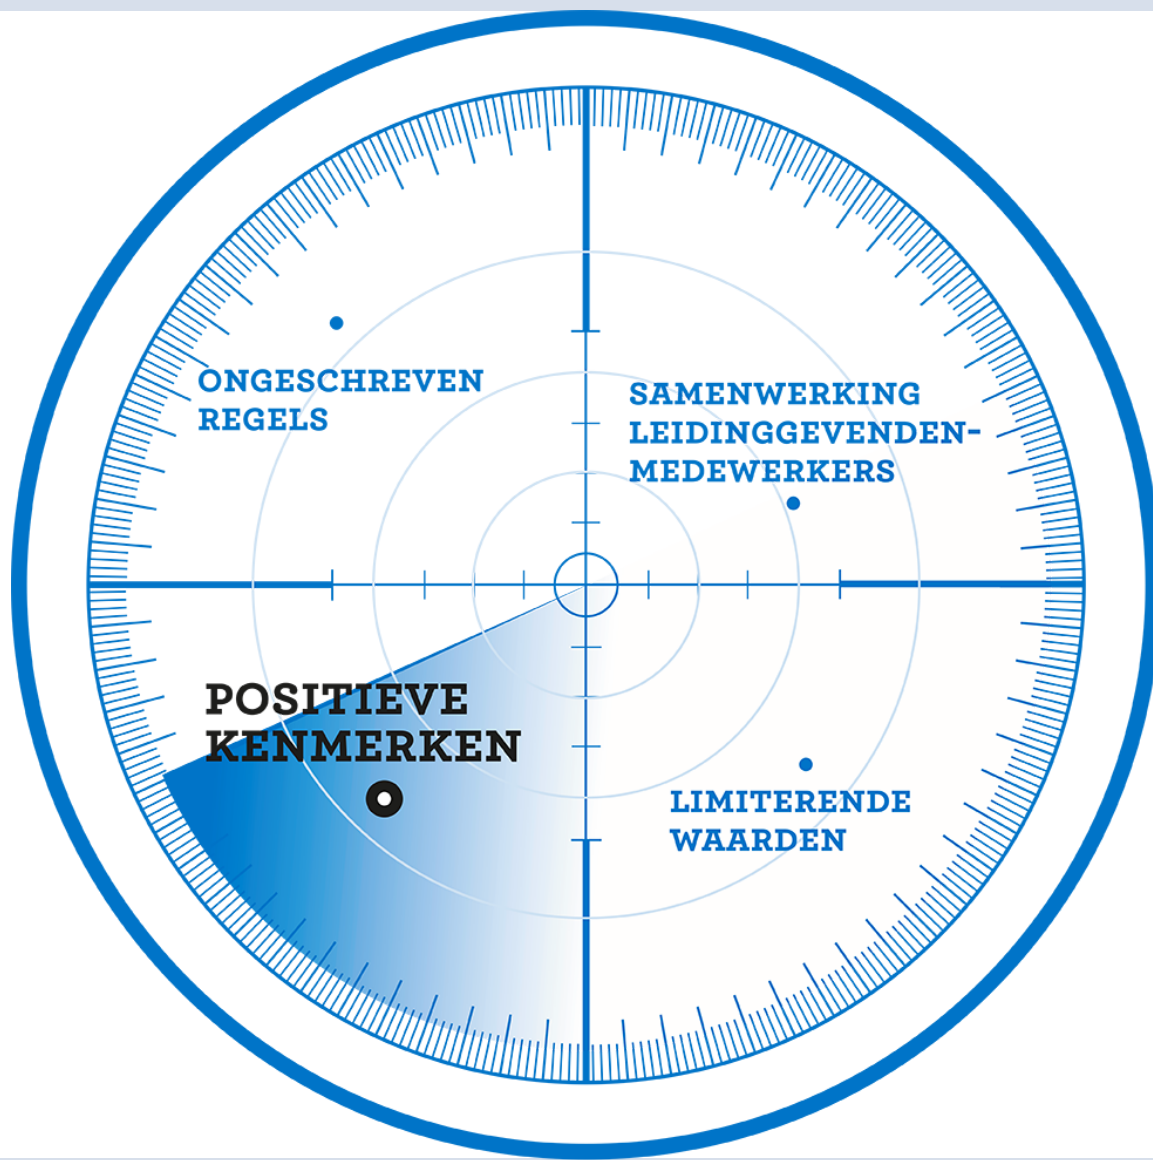 ONGESCHREVEN
REGELS
SAMENWERKING
LEIDINGGEVENDEN-
MEDEWERKERS
POSITIEVE
KENMERKEN
LIMITERENDE
WAARDEN